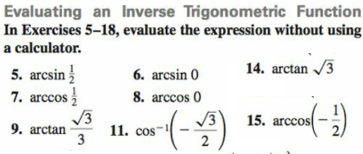 Evaluating an Inverse Trigonometric Function
In Exercises 5–18, evaluate the expression without using
a calculator.
5. arcsin 1/2 6. arcsin 0 14. arctan √3
7. arccos 1/2 8. arccos 0
9. arctan √3/3 11. cos⁻¹(−√3/2) 15. arccos(−1/2)